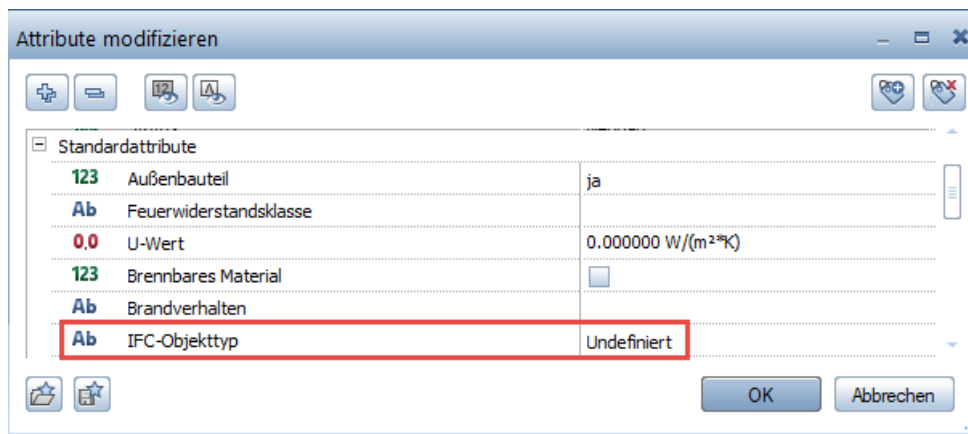 Attribute modifizieren
Standardattribute
123 Außenbauteil ja
Ab Feuerwiderstandsklasse
0,0 U-Wert 0.000000 W/(m²*K)
123 Brennbares Material
Ab Brandverhalten
Ab IFC-Objekttyp Undefiniert
OK Abbrechen